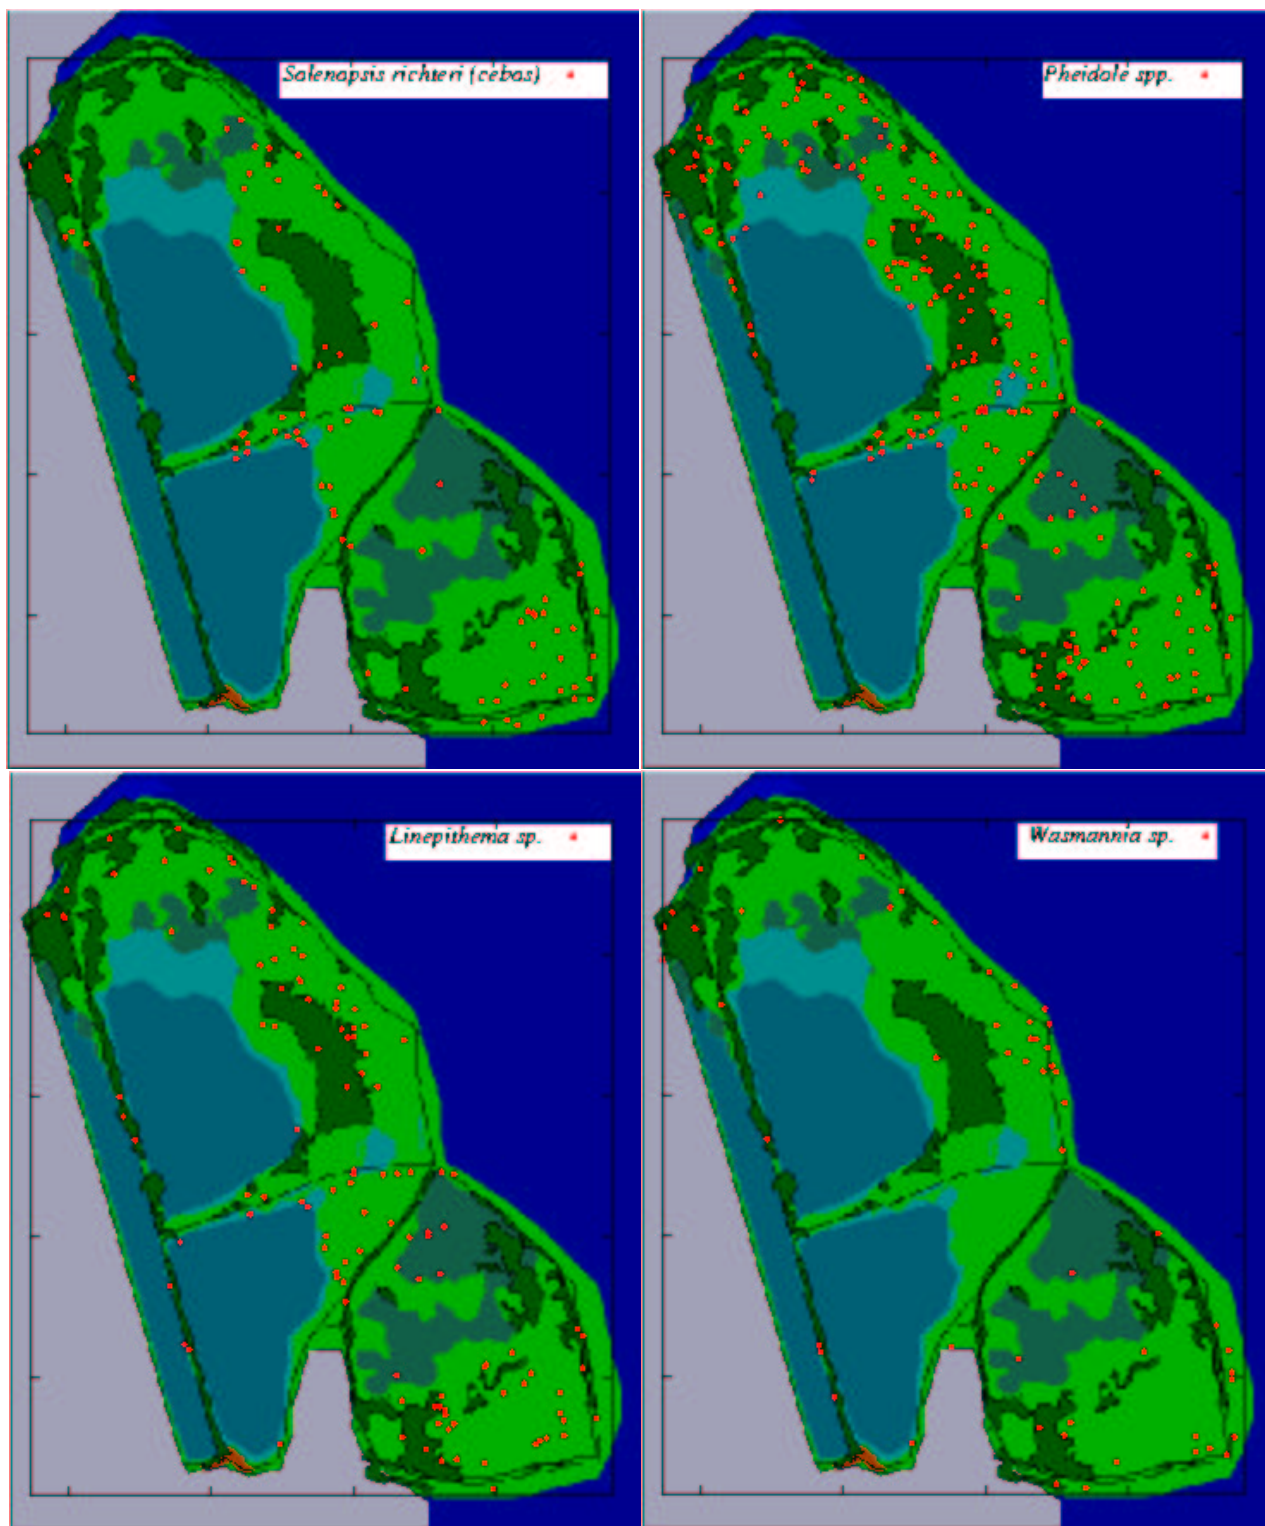 Solenopsis richteri (cebos)
Pheidole spp.
Linepithema sp.
Wasmannia sp.